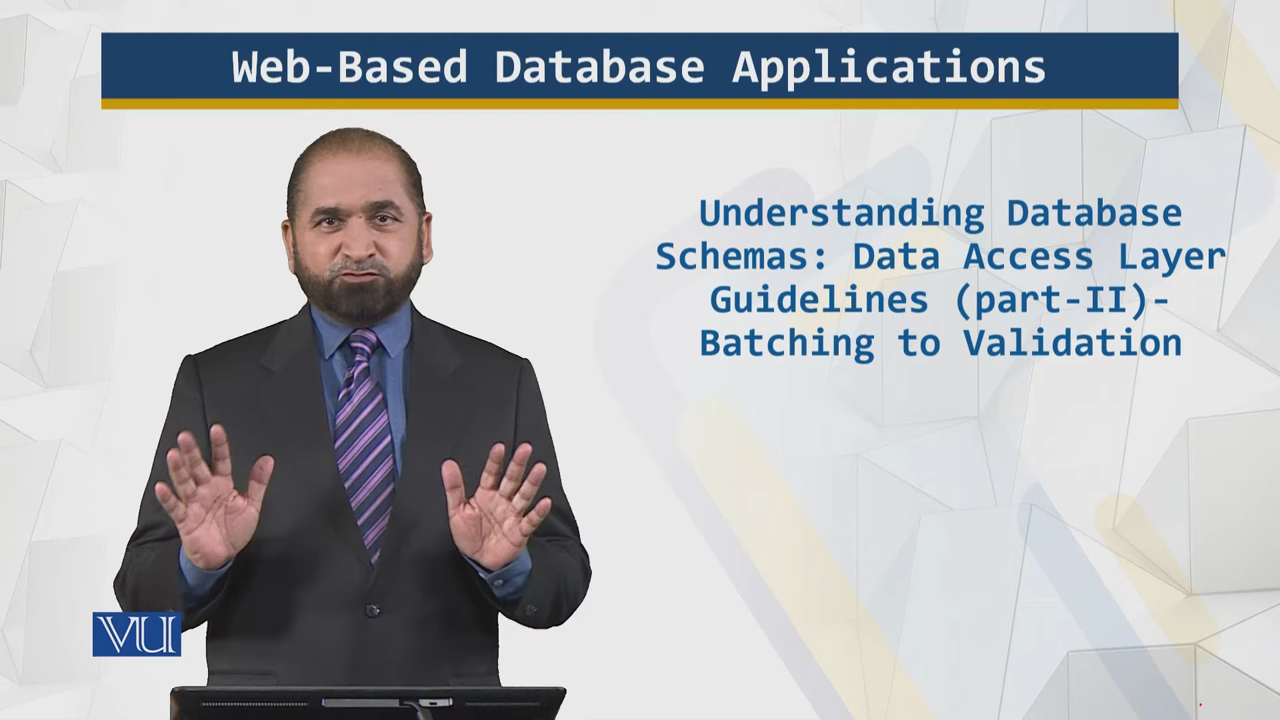 Web-Based Database Applications
Understanding Database
Schemas: Data Access Layer
Guidelines (part-II)-
Batching to Validation
VU